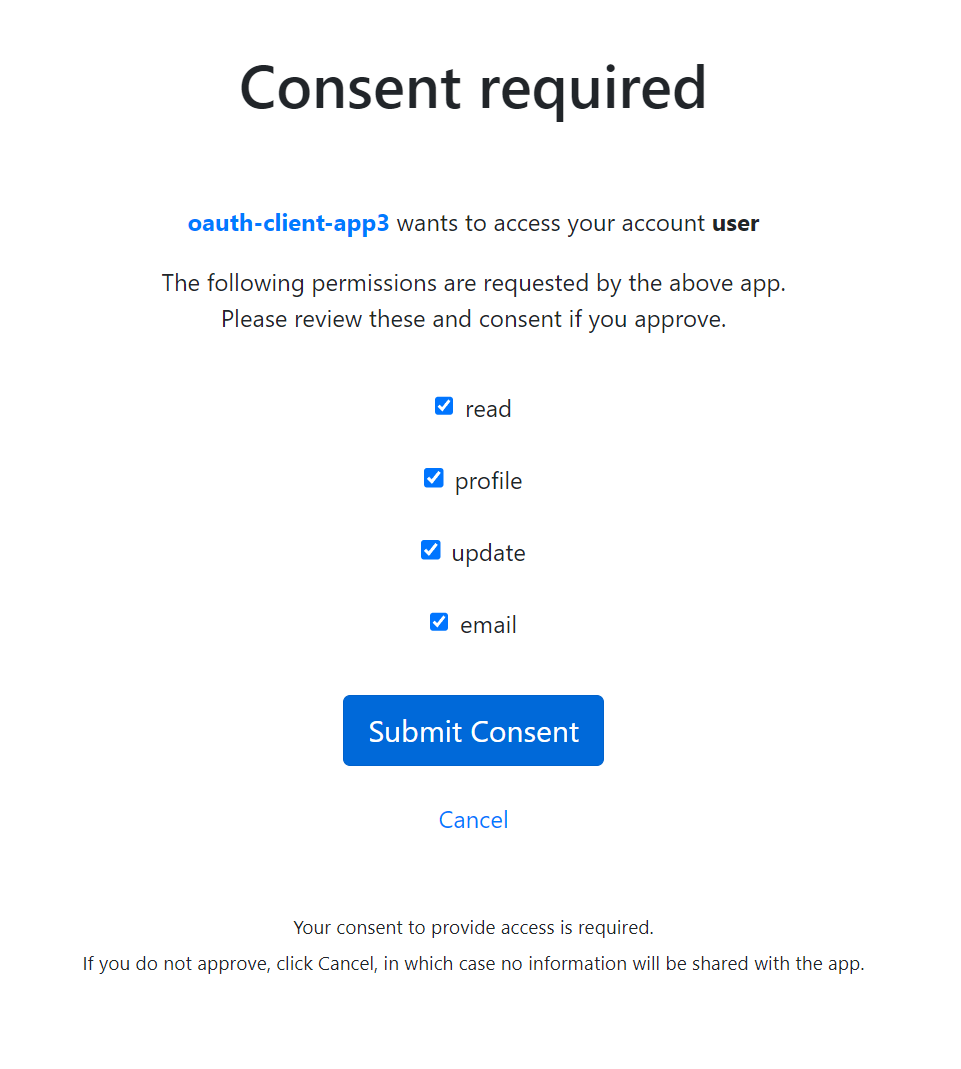 Consent required
oauth-client-app3 wants to access your account user
The following permissions are requested by the above app.
Please review these and consent if you approve.
read
profile
update
email
Submit Consent
Cancel
Your consent to provide access is required.
If you do not approve, click Cancel, in which case no information will be shared with the app.